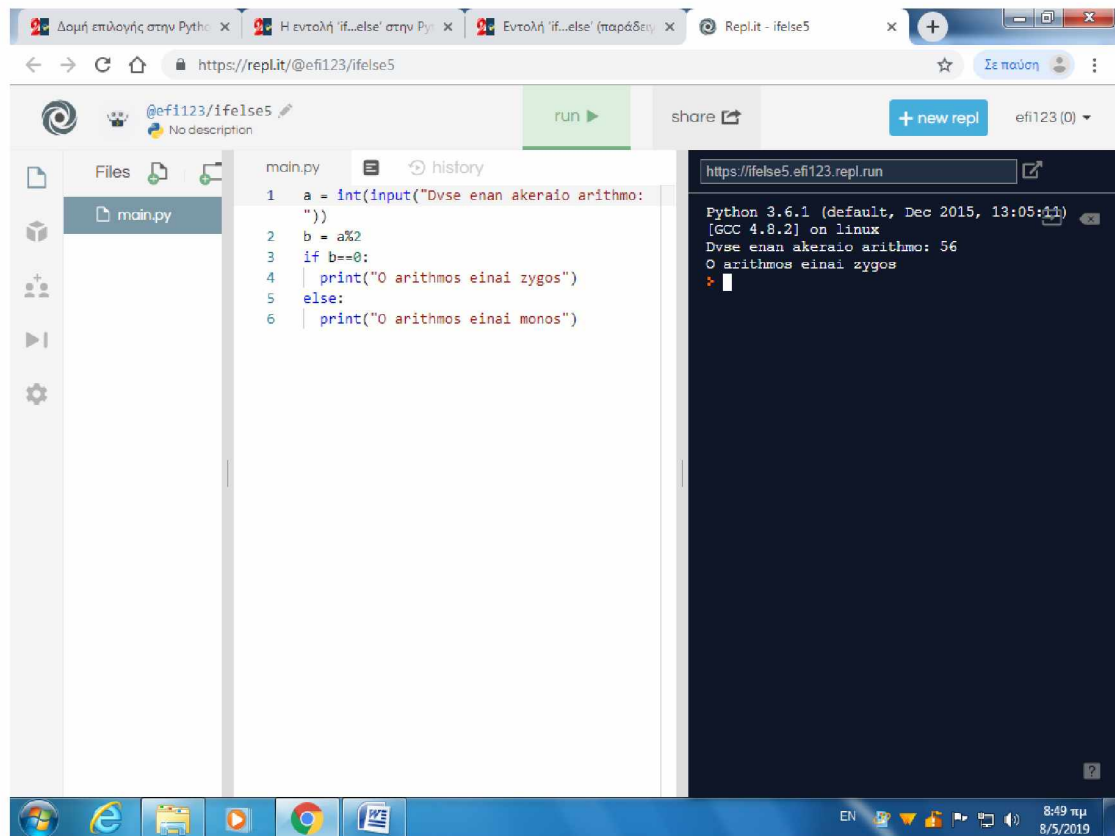 Δομή επιλογής στην Pytho
Η εντολή 'if...else' στην Py
Εντολή 'if...else' (παράδειγ
Repl.it - ifelse5
https://repl.it/@efi123/ifelse5
Σε παύση
@efi123/ifelse5
No description
run
share
+ new repl
efi123 (0)
Files
main.py
main.py
history
1 a = int(input("Dvse enan akeraio arithmo:
"))
2 b = a%2
3 if b==0:
4 print("O arithmos einai zygos")
5 else:
6 print("O arithmos einai monos")
https://ifelse5.efi123.repl.run
Python 3.6.1 (default, Dec 2015, 13:05:11)
[GCC 4.8.2] on linux
Dvse enan akeraio arithmo: 56
O arithmos einai zygos
EN
8:49 πμ
8/5/2019